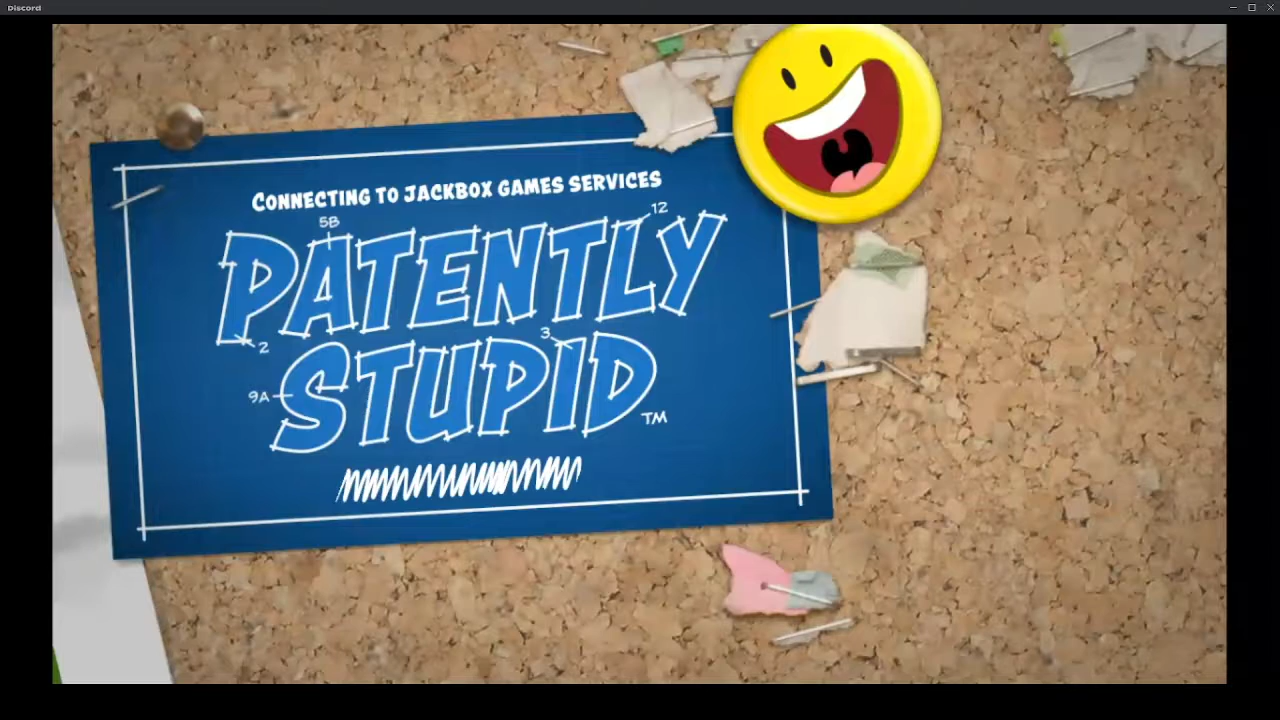 Discord
CONNECTING TO JACKBOX GAMES SERVICES
5B
12
PATENTLY
2
3
STUPID
9A
TM